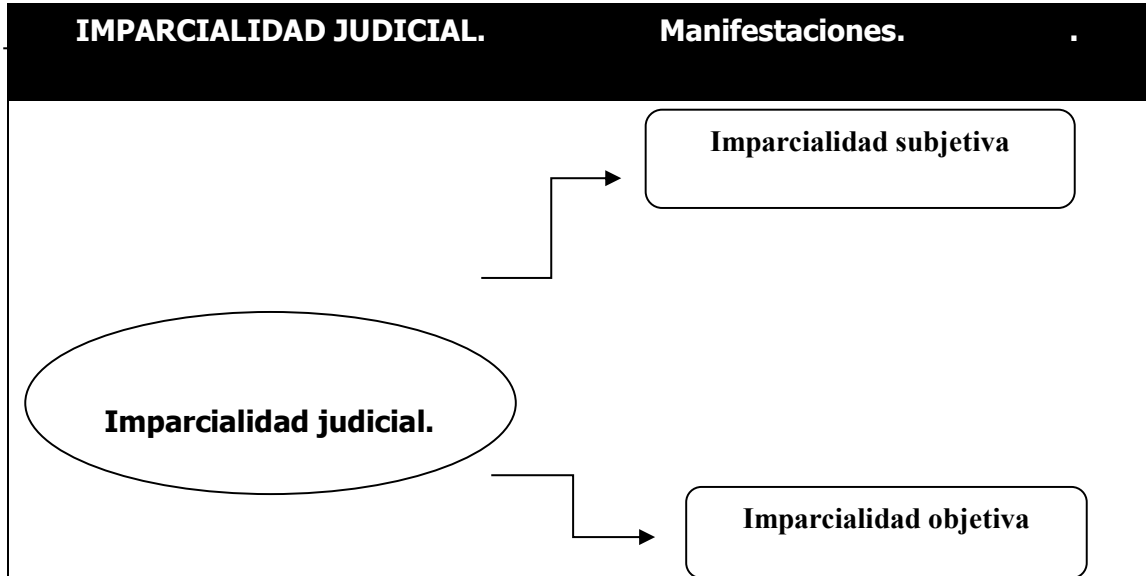 IMPARCIALIDAD JUDICIAL. Manifestaciones. .
Imparcialidad subjetiva
Imparcialidad judicial.
Imparcialidad objetiva